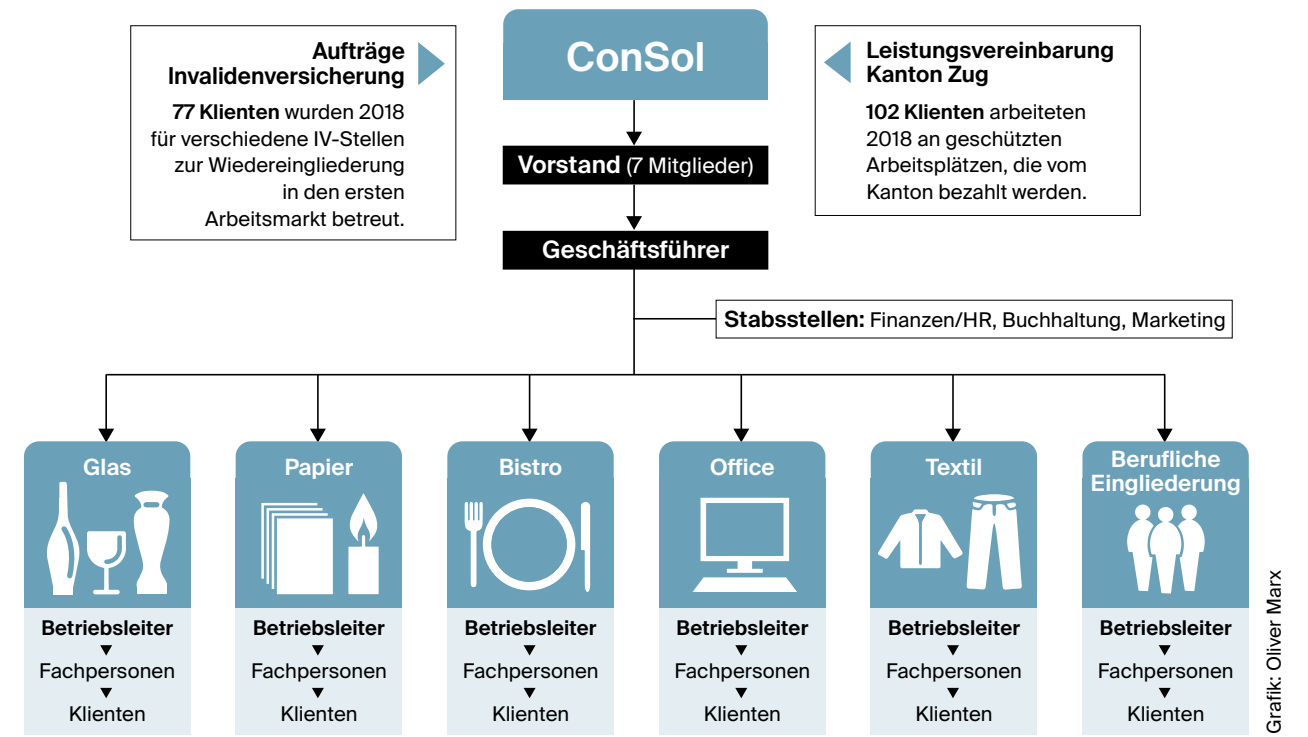 Aufträge
Invalidenversicherung
77 Klienten wurden 2018
für verschiedene IV-Stellen
zur Wiedereingliederung
in den ersten
Arbeitsmarkt betreut.
ConSol
Vorstand (7 Mitglieder)
Geschäftsführer
Leistungsvereinbarung
Kanton Zug
102 Klienten arbeiteten
2018 an geschützten
Arbeitsplätzen, die vom
Kanton bezahlt werden.
Stabsstellen: Finanzen/HR, Buchhaltung, Marketing
Glas
Betriebsleiter
Fachpersonen
Klienten
Papier
Betriebsleiter
Fachpersonen
Klienten
Bistro
Betriebsleiter
Fachpersonen
Klienten
Office
Betriebsleiter
Fachpersonen
Klienten
Textil
Betriebsleiter
Fachpersonen
Klienten
Berufliche
Eingliederung
Betriebsleiter
Fachpersonen
Klienten
Grafik: Oliver Marx